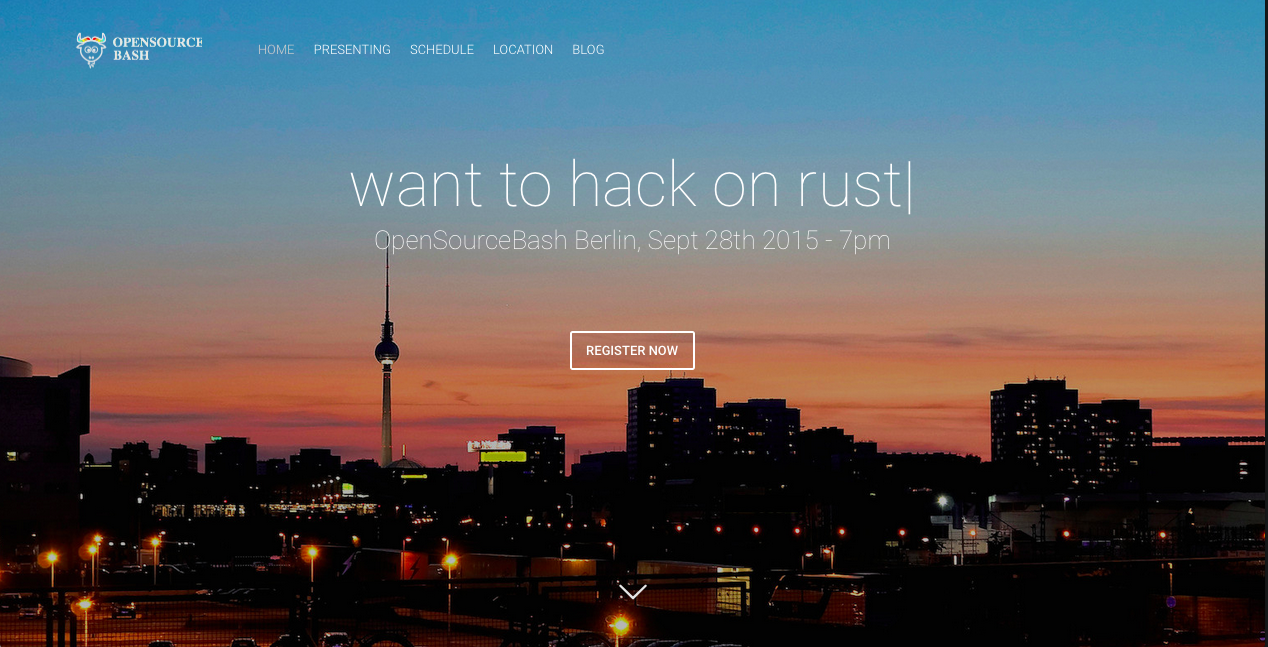 OPENSOURCE
BASH
HOME PRESENTING SCHEDULE LOCATION BLOG
want to hack on rust|
OpenSourceBash Berlin, Sept 28th 2015 - 7pm
REGISTER NOW